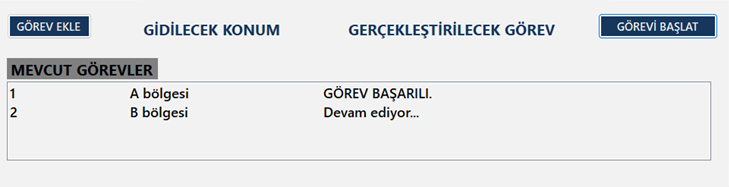 GÖREV EKLE GİDİLECEK KONUM GERÇEKLEŞTİRİLECEK GÖREV GÖREVİ BAŞLAT
MEVCUT GÖREVLER
1 A bölgesi GÖREV BAŞARILI.
2 B bölgesi Devam ediyor...